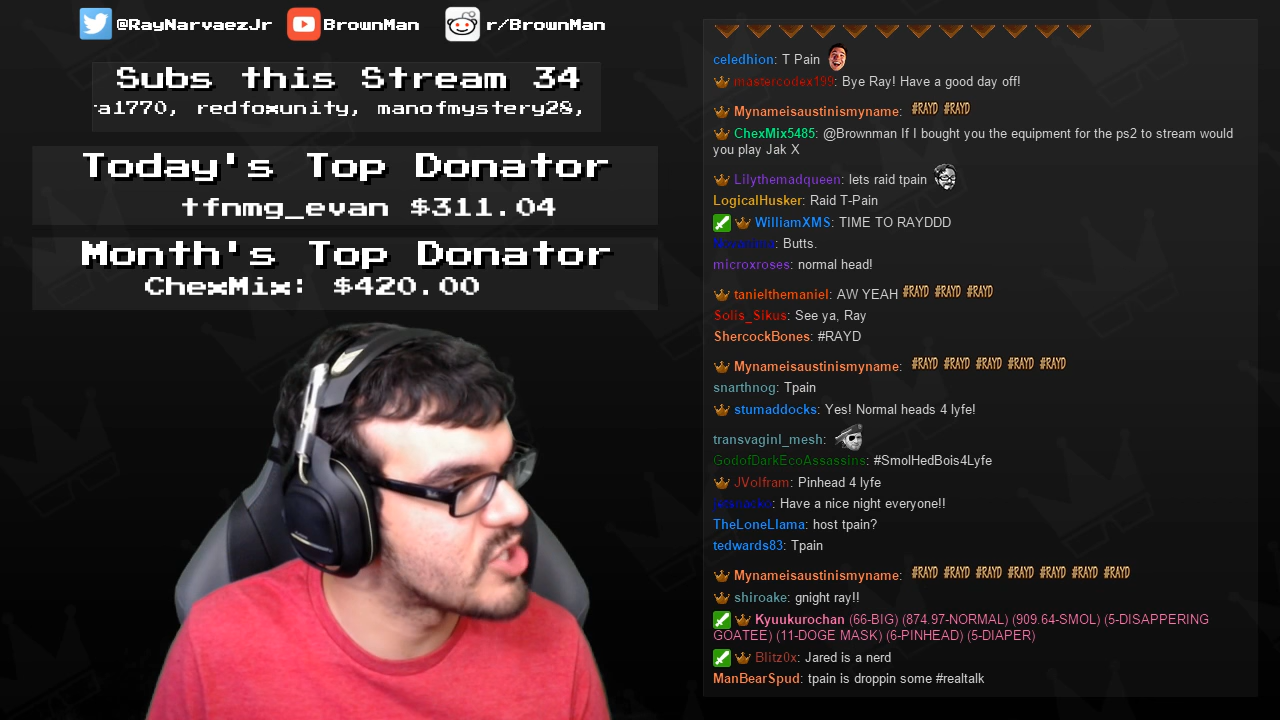 @RayNarvaezJr BrownMan r/BrownMan
Subs this Stream 34
a1770, redfoxunity, manofmystery28,
Today's Top Donator
tfnmg_evan $311.04
Month's Top Donator
ChexMix: $420.00
celedhion: T Pain
mastercodex199: Bye Ray! Have a good day off!
Mynameisaustinismyname: #RAYD #RAYD
ChexMix5485: @Brownman If I bought you the equipment for the ps2 to stream would
you play Jak X
Lilythemadqueen: lets raid tpain
LogicalHusker: Raid T-Pain
WilliamXMS: TIME TO RAYDDD
: Butts.
microxroses: normal head!
tanielthemaniel: AW YEAH #RAYD #RAYD #RAYD
Solis_Sikus: See ya, Ray
ShercockBones: #RAYD
Mynameisaustinismyname: #RAYD #RAYD #RAYD #RAYD #RAYD
snarthnog: Tpain
stumaddocks: Yes! Normal heads 4 lyfe!
transvaginl_mesh:
GodofDarkEcoAssassins: #SmolHedBois4Lyfe
JVolfram: Pinhead 4 lyfe
: Have a nice night everyone!!
TheLoneLlama: host tpain?
tedwards83: Tpain
Mynameisaustinismyname: #RAYD #RAYD #RAYD #RAYD #RAYD #RAYD #RAYD
shiroake: gnight ray!!
Kyuukurochan (66-BIG) (874.97-NORMAL) (909.64-SMOL) (5-DISAPPERING
GOATEE) (11-DOGE MASK) (6-PINHEAD) (5-DIAPER)
Blitz0x: Jared is a nerd
ManBearSpud: tpain is droppin some #realtalk